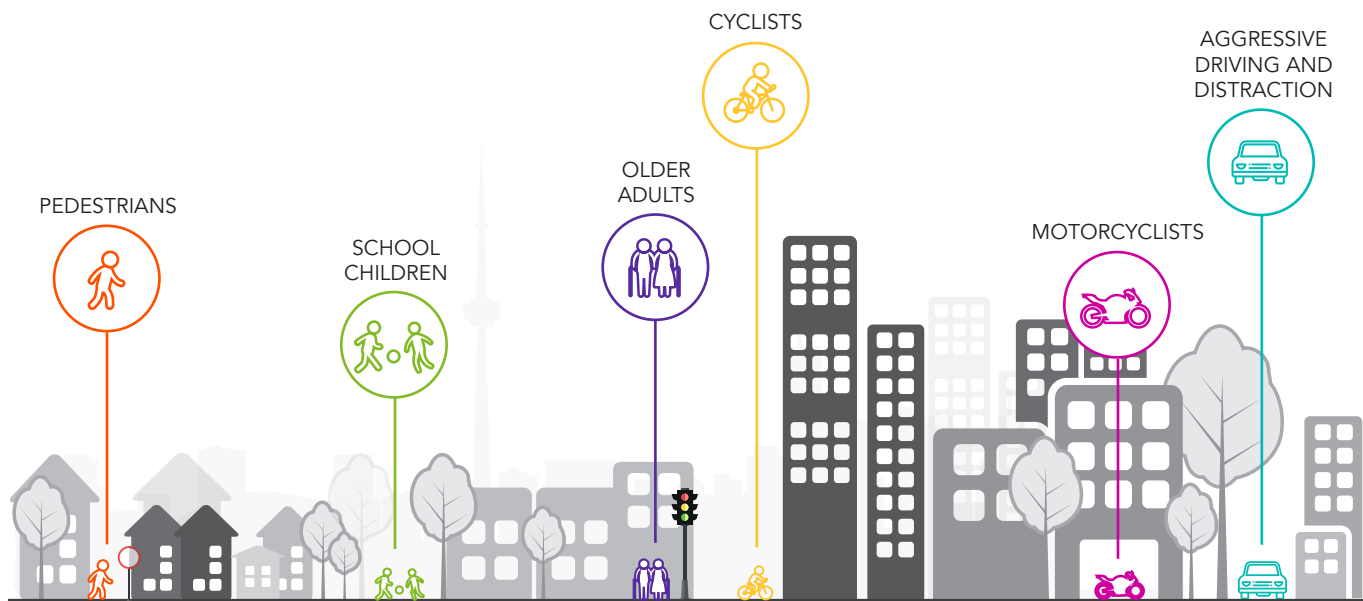 PEDESTRIANS
SCHOOL
CHILDREN
OLDER
ADULTS
CYCLISTS
MOTORCYCLISTS
AGGRESSIVE
DRIVING AND
DISTRACTION